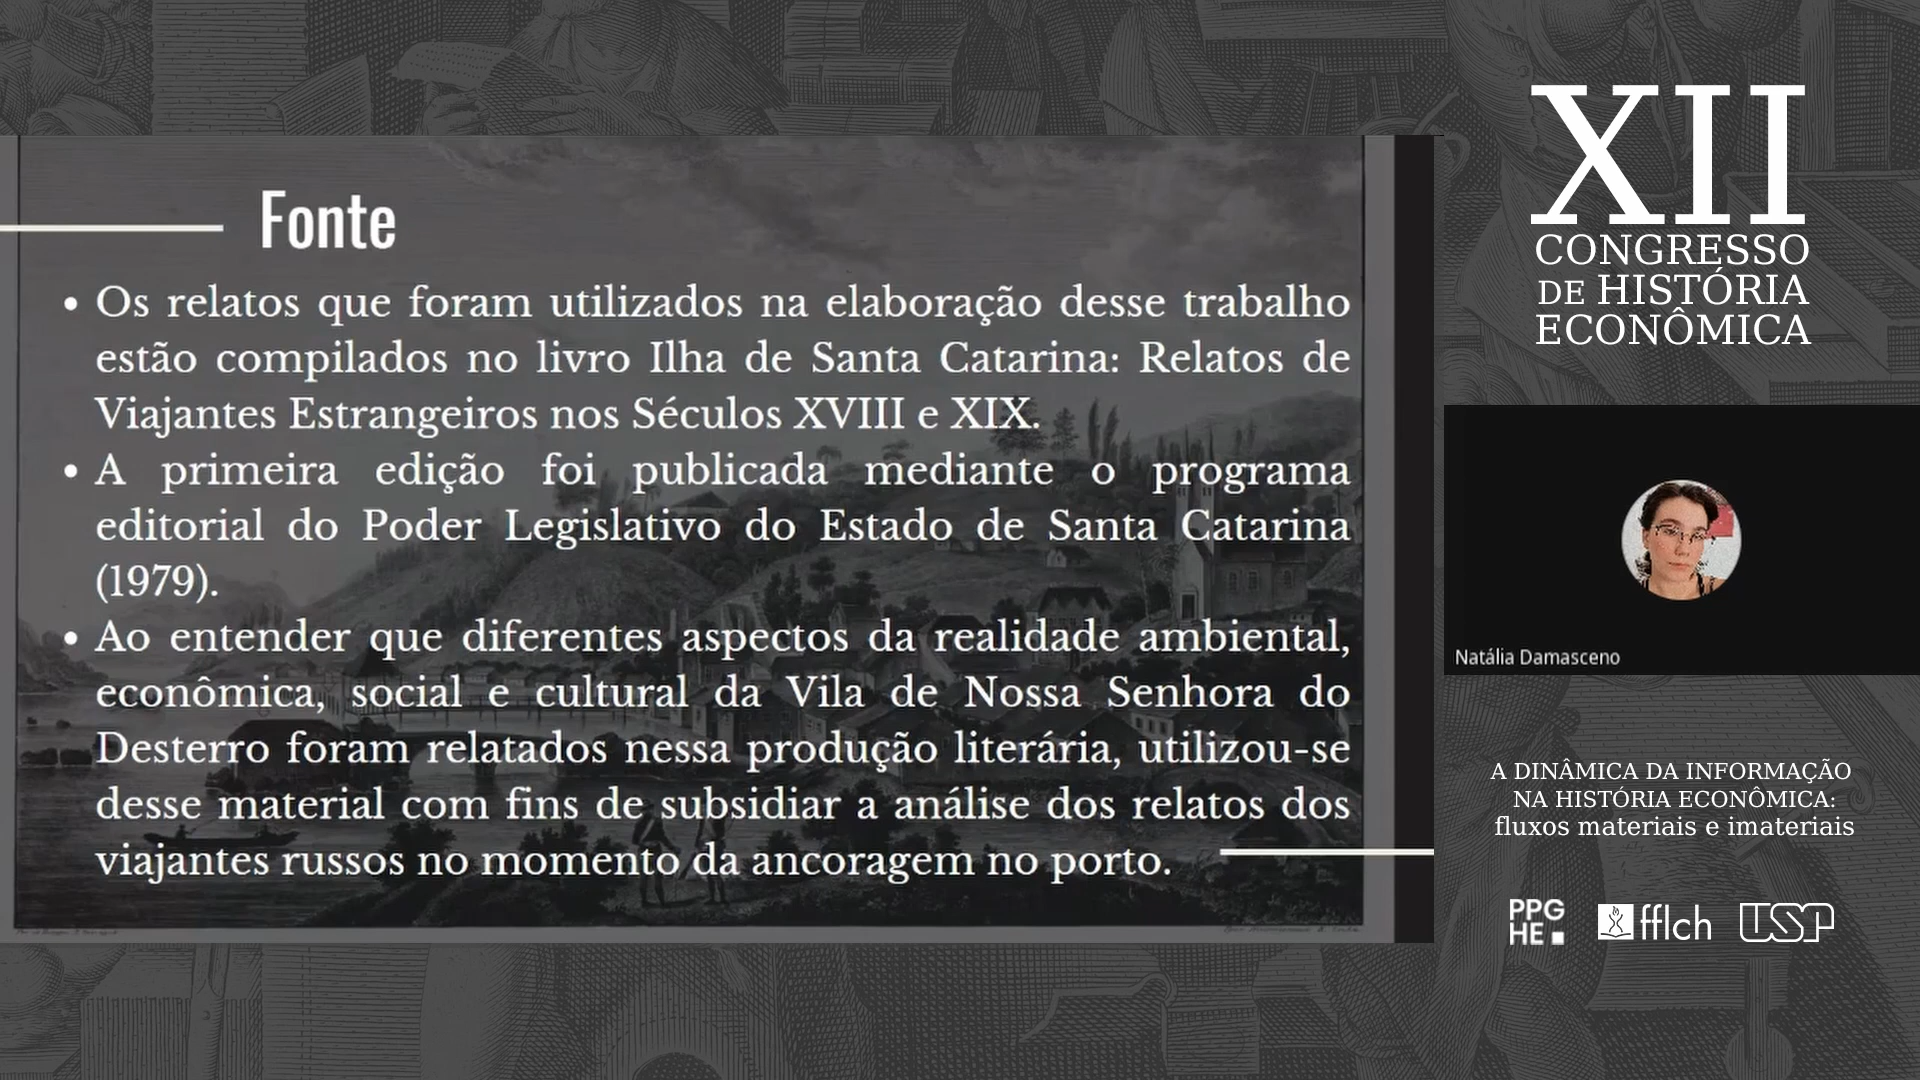 Fonte
• Os relatos que foram utilizados na elaboração desse trabalho
estão compilados no livro Ilha de Santa Catarina: Relatos de
Viajantes Estrangeiros nos Séculos XVIII e XIX.
• A primeira edição foi publicada mediante o programa
editorial do Poder Legislativo do Estado de Santa Catarina
(1979).
• Ao entender que diferentes aspectos da realidade ambiental,
econômica, social e cultural da Vila de Nossa Senhora do
Desterro foram relatados nessa produção literária, utilizou-se
desse material com fins de subsidiar a análise dos relatos dos
viajantes russos no momento da ancoragem no porto.
XII
CONGRESSO
DE HISTÓRIA
ECONÔMICA
Natália Damasceno
A DINÂMICA DA INFORMAÇÃO
NA HISTÓRIA ECONÔMICA:
fluxos materiais e imateriais
PPG
HE
fflch
USP